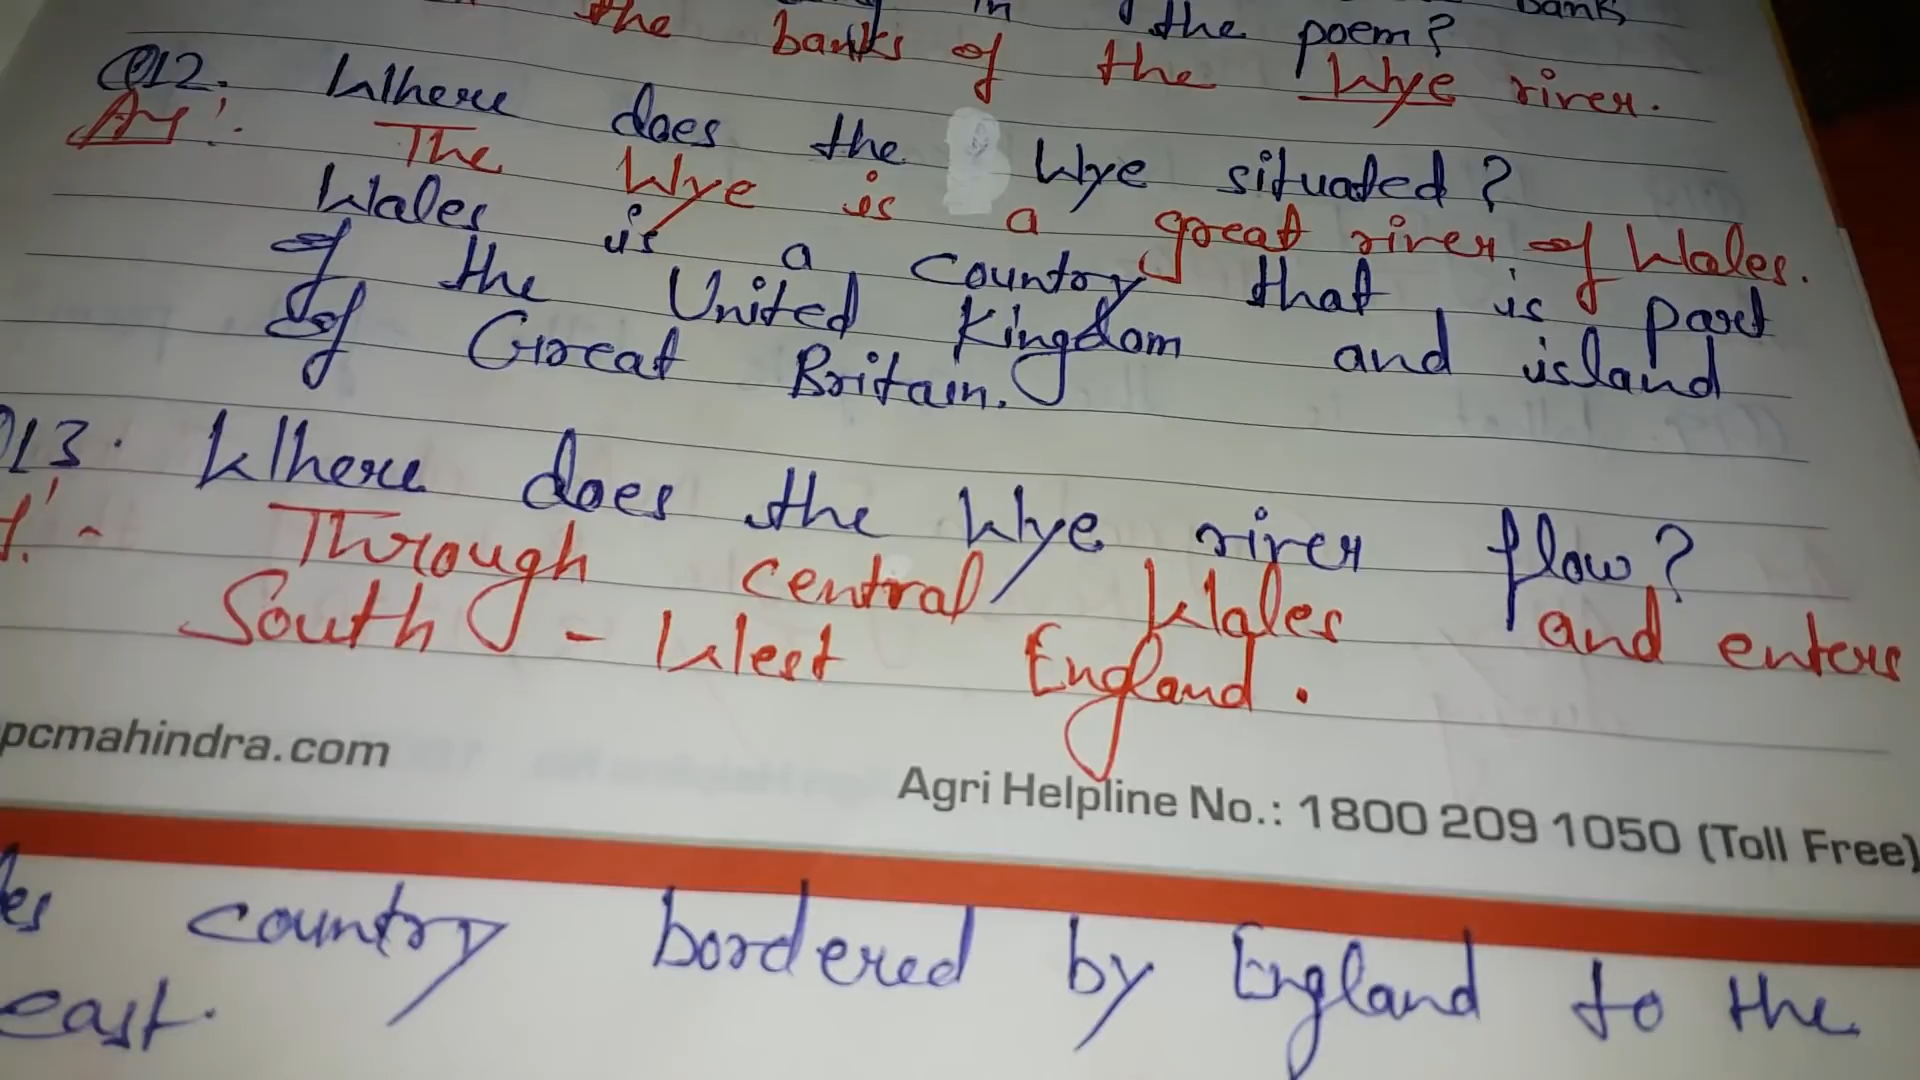 in the poem? bank
the banks of the Wye river.
Q12. Where does the Wye situated?
Ans:. The Wye is a great river of Wales.
Wales is a country that is part
of the United Kingdom and island
of Great Britain.
Q13. Where does the Wye river flow?
Through central Wales and enters
South - West England.
pcmahindra.com
Agri Helpline No.: 1800 209 1050 (Toll Free)
es country bordered by England to the
east.